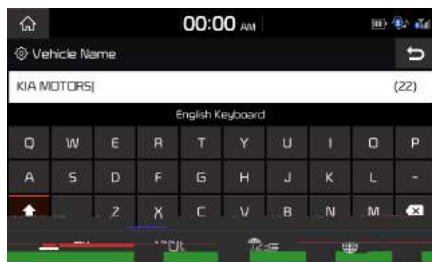 00:00 AM
Vehicle Name
KIA MOTORS (22)
English Keyboard
Q W E R T Y U I O P
A S D F G H J K L -
Z X C V B N M